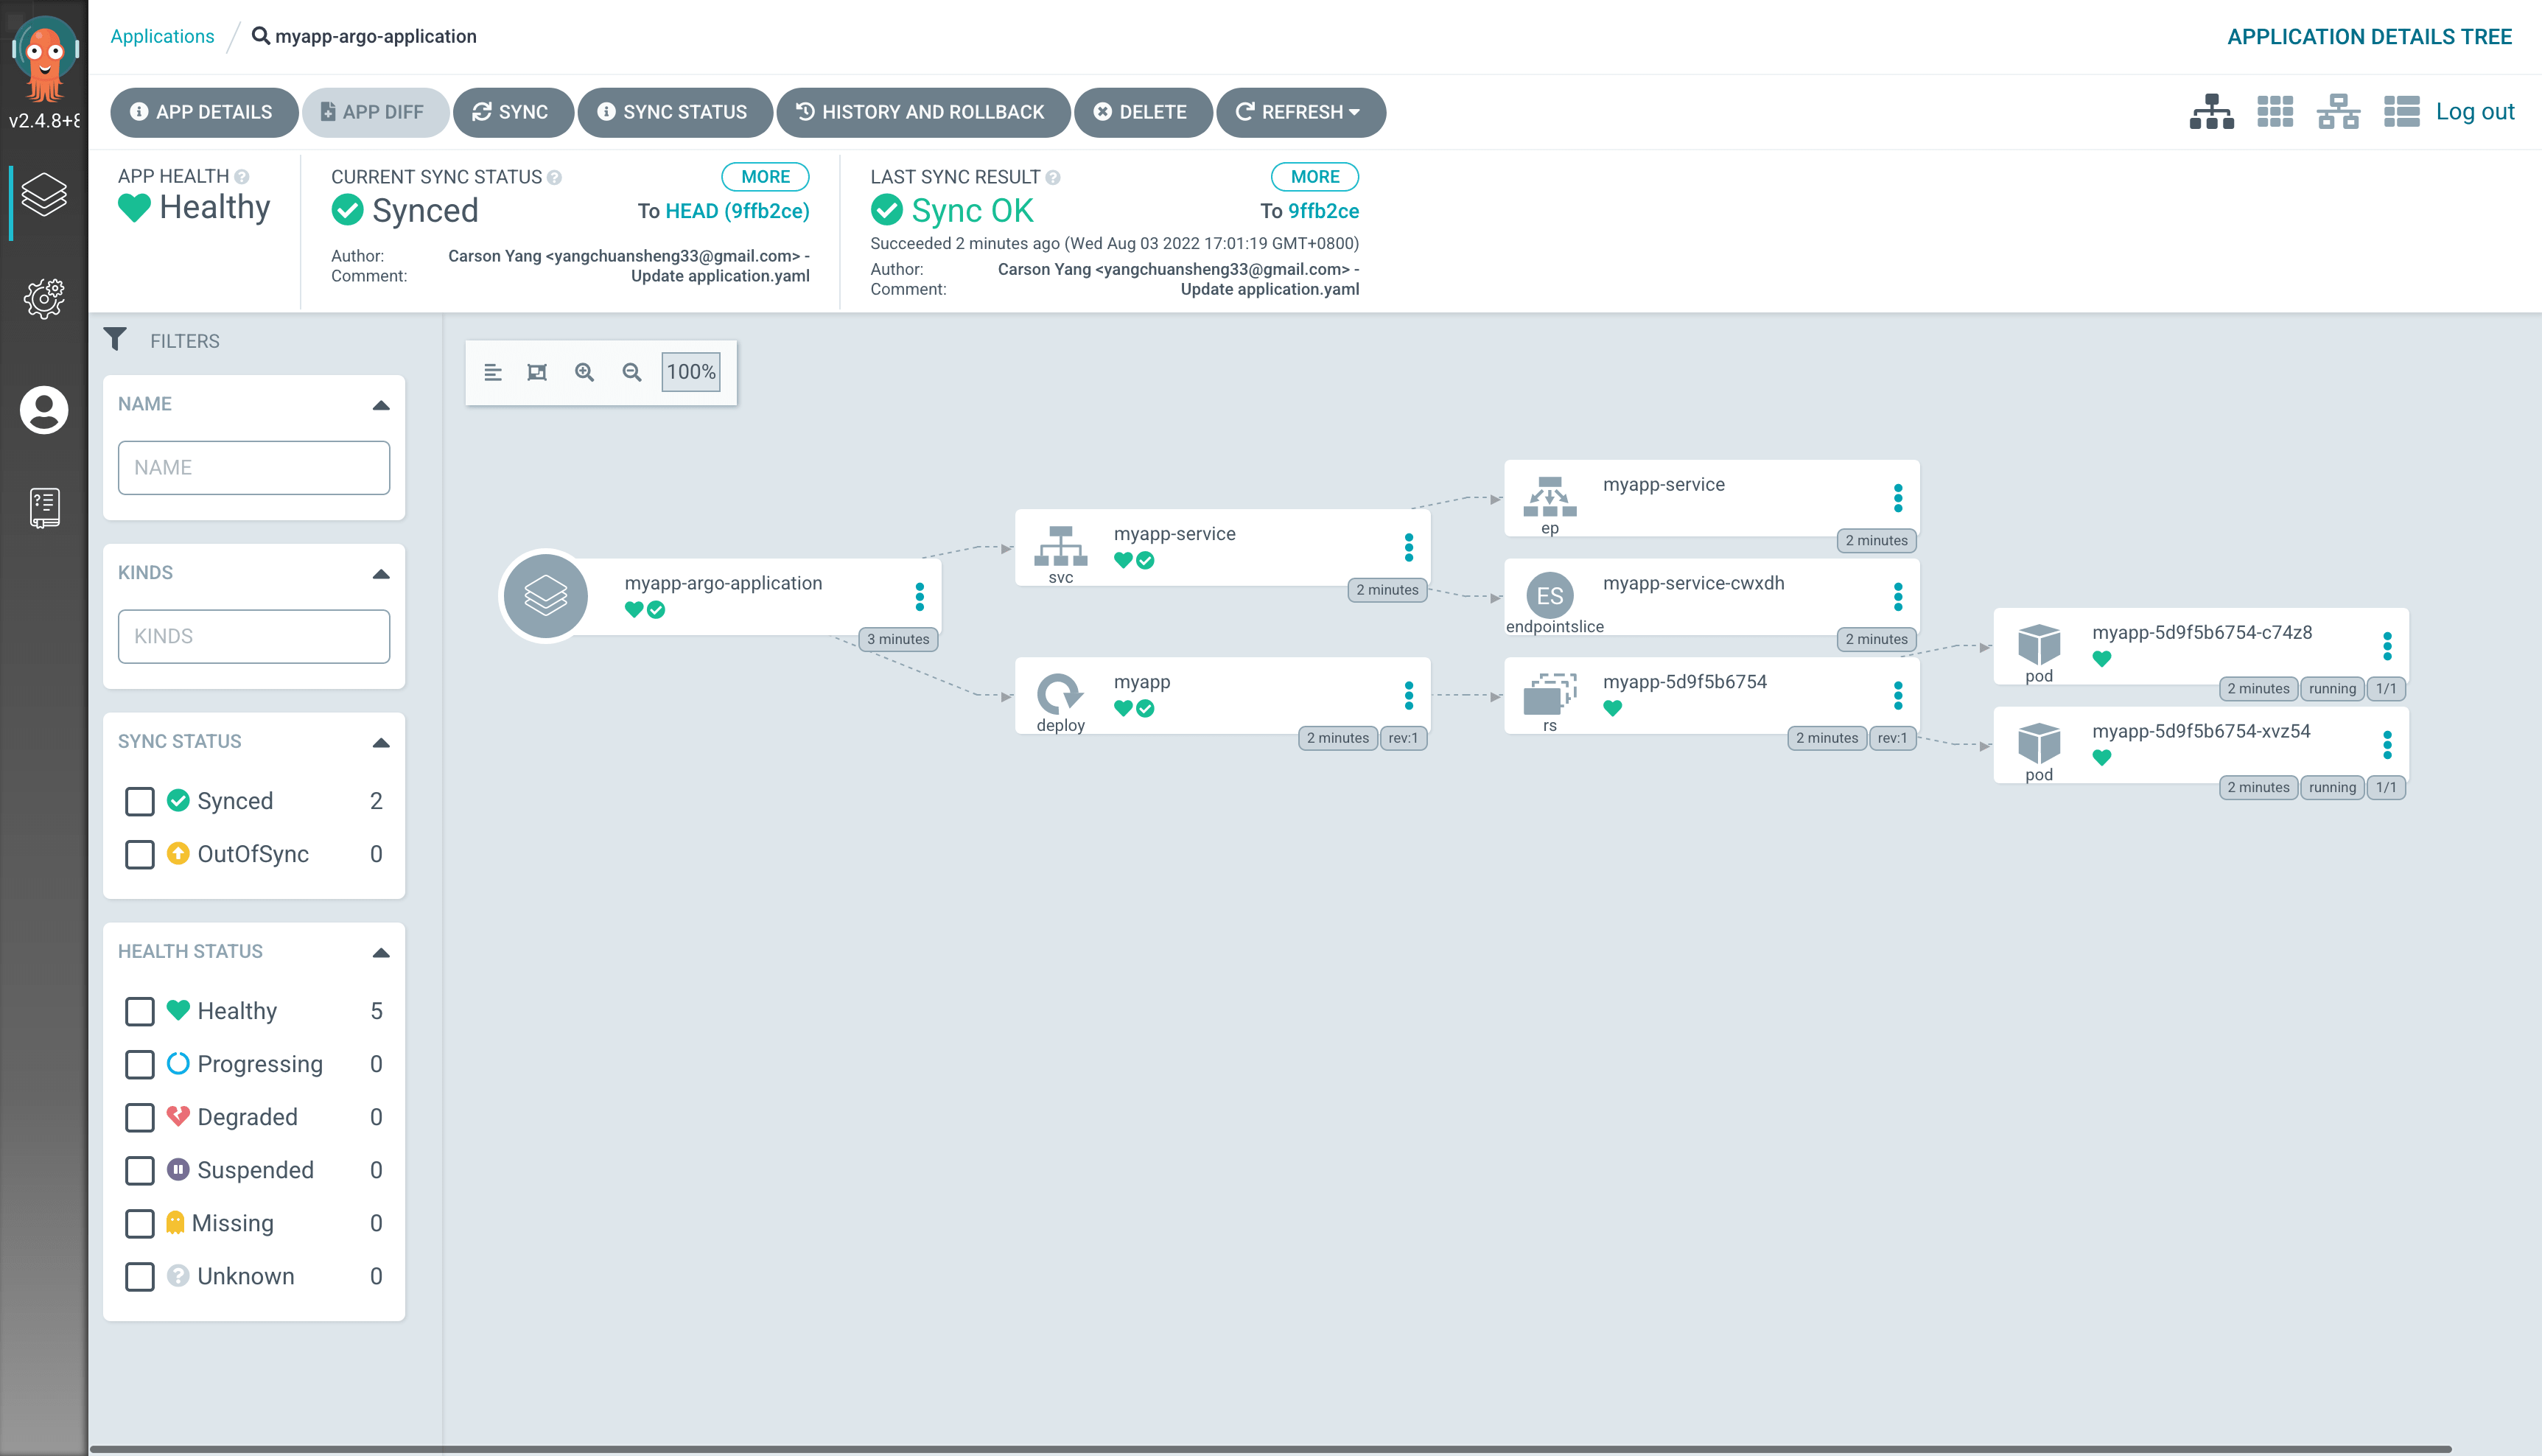 Applications / myapp-argo-application
APPLICATION DETAILS TREE
v2.4.8+8
APP DETAILS
APP DIFF
SYNC
SYNC STATUS
HISTORY AND ROLLBACK
DELETE
REFRESH
Log out
APP HEALTH
Healthy
CURRENT SYNC STATUS
MORE
Synced
To HEAD (9ffb2ce)
Author: Carson Yang <yangchuansheng33@gmail.com> -
Comment: Update application.yaml
LAST SYNC RESULT
MORE
Sync OK
To 9ffb2ce
Succeeded 2 minutes ago (Wed Aug 03 2022 17:01:19 GMT+0800)
Author: Carson Yang <yangchuansheng33@gmail.com> -
Comment: Update application.yaml
FILTERS
NAME
NAME
KINDS
KINDS
SYNC STATUS
Synced 2
OutOfSync 0
HEALTH STATUS
Healthy 5
Progressing 0
Degraded 0
Suspended 0
Missing 0
Unknown 0
100%
myapp-argo-application
3 minutes
myapp-service
svc
2 minutes
myapp
deploy
2 minutes rev:1
myapp-service
ep
2 minutes
ES
myapp-service-cwxdh
endpointslice
2 minutes
myapp-5d9f5b6754
rs
2 minutes rev:1
myapp-5d9f5b6754-c74z8
pod
2 minutes running 1/1
myapp-5d9f5b6754-xvz54
pod
2 minutes running 1/1